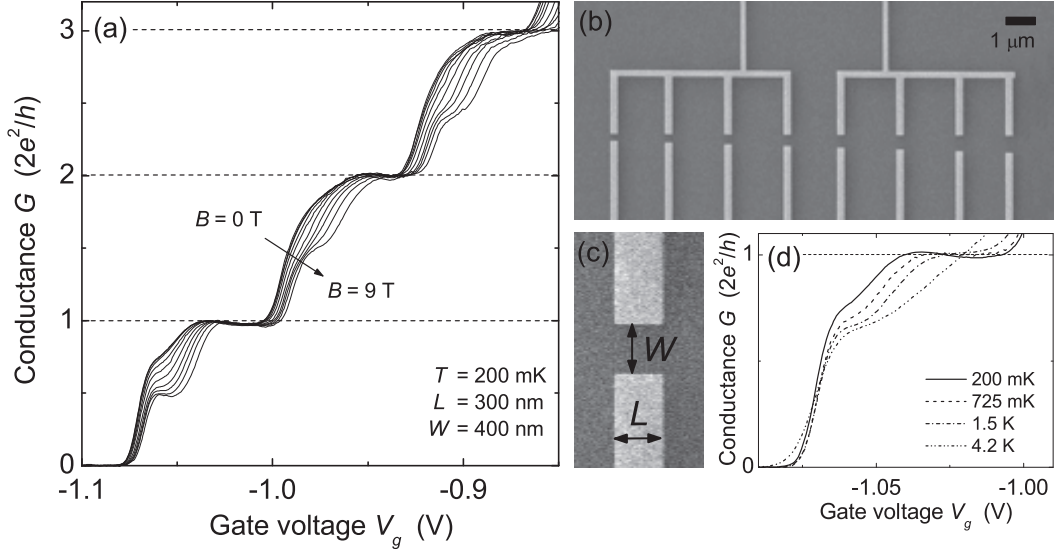 (a)
Conductance G (2e²/h)
3
2
1
0
B = 0 T
B = 9 T
T = 200 mK
L = 300 nm
W = 400 nm
-1.1
-1.0
-0.9
Gate voltage Vg (V)
(b)
1 μm
(c)
W
L
(d)
Conductance G (2e²/h)
1
0
200 mK
725 mK
1.5 K
4.2 K
-1.05
-1.00
Gate voltage Vg (V)